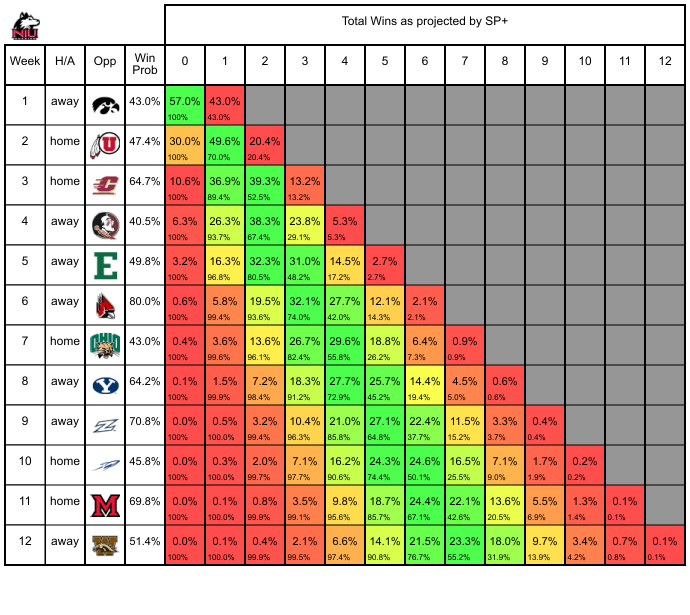 Total Wins as projected by SP+
NIU
Week H/A Opp Win Prob 0 1 2 3 4 5 6 7 8 9 10 11 12
1 away 43.0% 57.0% 43.0%
100% 43.0%
2 home U 47.4% 30.0% 49.6% 20.4%
100% 70.0% 20.4%
3 home C 64.7% 10.6% 36.9% 39.3% 13.2%
100% 89.4% 52.5% 13.2%
4 away 40.5% 6.3% 26.3% 38.3% 23.8% 5.3%
100% 93.7% 67.4% 29.1% 5.3%
5 away E 49.8% 3.2% 16.3% 32.3% 31.0% 14.5% 2.7%
100% 96.8% 80.5% 48.2% 17.2% 2.7%
6 away 80.0% 0.6% 5.8% 19.5% 32.1% 27.7% 12.1% 2.1%
100% 99.4% 93.6% 74.0% 42.0% 14.3% 2.1%
7 home OHIO 43.0% 0.4% 3.6% 13.6% 26.7% 29.6% 18.8% 6.4% 0.9%
100% 99.6% 96.1% 82.4% 55.8% 26.2% 7.3% 0.9%
8 away Y 64.2% 0.1% 1.5% 7.2% 18.3% 27.7% 25.7% 14.4% 4.5% 0.6%
100% 99.9% 98.4% 91.2% 72.9% 45.2% 19.4% 5.0% 0.6%
9 away Z 70.8% 0.0% 0.5% 3.2% 10.4% 21.0% 27.1% 22.4% 11.5% 3.3% 0.4%
100% 100.0% 99.4% 96.3% 85.8% 64.8% 37.7% 15.2% 3.7% 0.4%
10 home 45.8% 0.0% 0.3% 2.0% 7.1% 16.2% 24.3% 24.6% 16.5% 7.1% 1.7% 0.2%
100% 100.0% 99.7% 97.7% 90.6% 74.4% 50.1% 25.5% 9.0% 1.9% 0.2%
11 home M 69.8% 0.0% 0.1% 0.8% 3.5% 9.8% 18.7% 24.4% 22.1% 13.6% 5.5% 1.3% 0.1%
100% 100.0% 99.9% 99.1% 95.6% 85.7% 67.1% 42.6% 20.5% 6.9% 1.4% 0.1%
12 away 51.4% 0.0% 0.1% 0.4% 2.1% 6.6% 14.1% 21.5% 23.3% 18.0% 9.7% 3.4% 0.7% 0.1%
100% 100.0% 99.9% 99.5% 97.4% 90.8% 76.7% 55.2% 31.9% 13.9% 4.2% 0.8% 0.1%